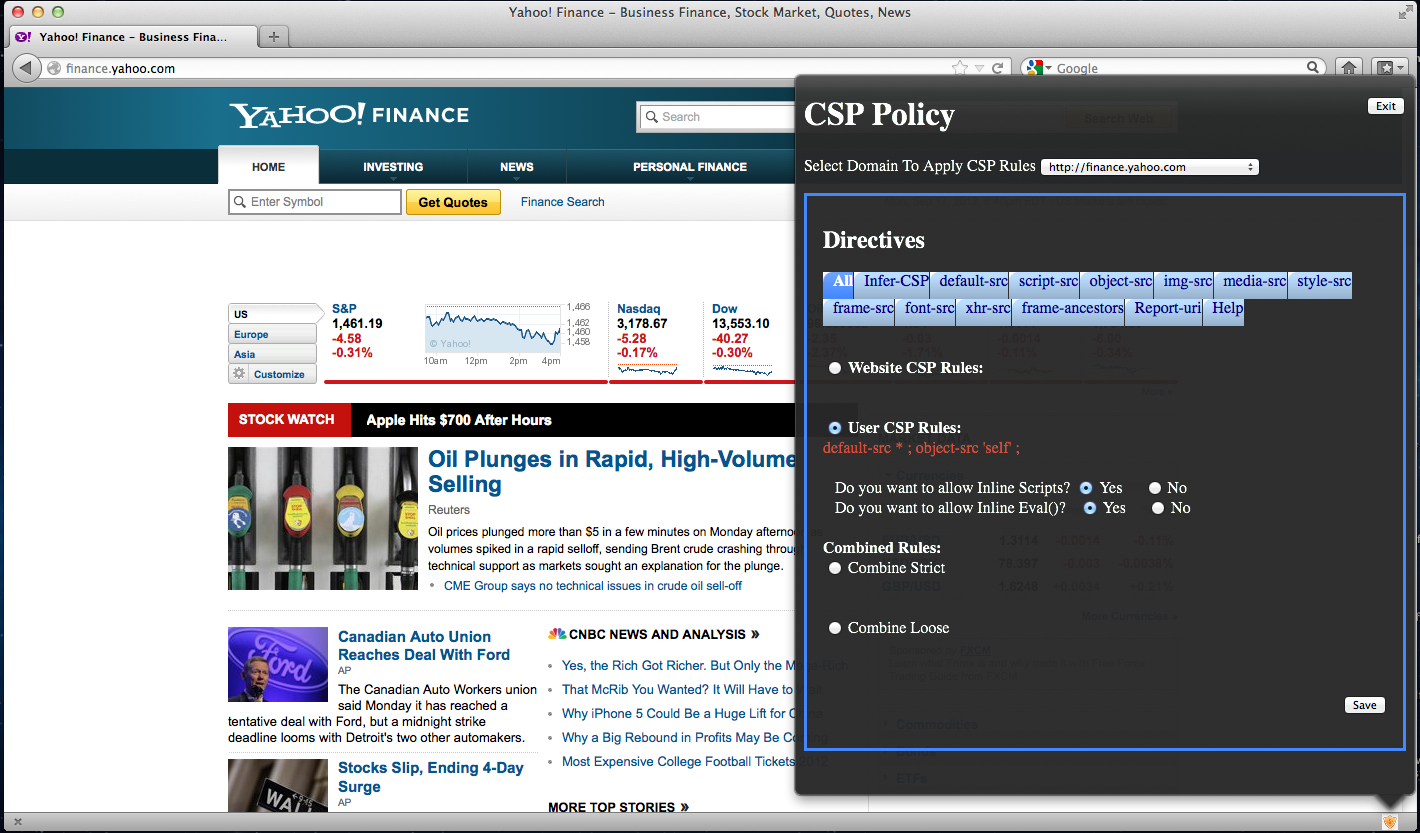 Yahoo! Finance – Business Finance, Stock Market, Quotes, News
Y! Yahoo! Finance – Business Fina...
finance.yahoo.com
Google
YAHOO! FINANCE
Search
HOME
INVESTING
NEWS
PERSONAL FINANCE
Enter Symbol
Get Quotes
Finance Search
US
Europe
Asia
Customize
S&P
1,461.19
-4.58
-0.31%
1,466
1,462
1,460
1,458
© Yahoo!
10am 12pm 2pm 4pm
Nasdaq
3,178.67
-5.28
-0.17%
Dow
13,553.10
-40.27
-0.30%
STOCK WATCH
Apple Hits $700 After Hours
Oil Plunges in Rapid, High-Volume
Selling
Reuters
Oil prices plunged more than $5 in a few minutes on Monday afternoon as
volumes spiked in a rapid selloff, sending Brent crude crashing through
technical support as markets sought an explanation for the plunge.
• CME Group says no technical issues in crude oil sell-off
Ford
Canadian Auto Union
Reaches Deal With Ford
AP
The Canadian Auto Workers union
said Monday it has reached a
tentative deal with Ford, but a midnight strike
deadline looms with Detroit's two other automakers.
WALL
Stocks Slip, Ending 4-Day
Surge
AP
CNBC NEWS AND ANALYSIS »
• Yes, the Rich Got Richer. But Only the Mega-Rich
• That McRib You Wanted? It Will Have to Wait
• Why iPhone 5 Could Be a Huge Lift for China
• Why a Big Rebound in Profits May Be Coming
• Most Expensive College Football Tickets 2012
MORE TOP STORIES »
CSP Policy
Exit
Select Domain To Apply CSP Rules http://finance.yahoo.com
Directives
All Infer-CSP default-src script-src object-src img-src media-src style-src
frame-src font-src xhr-src frame-ancestors Report-uri Help
Website CSP Rules:
User CSP Rules:
default-src * ; object-src 'self' ;
Do you want to allow Inline Scripts? Yes No
Do you want to allow Inline Eval()? Yes No
Combined Rules:
Combine Strict
Combine Loose
Save